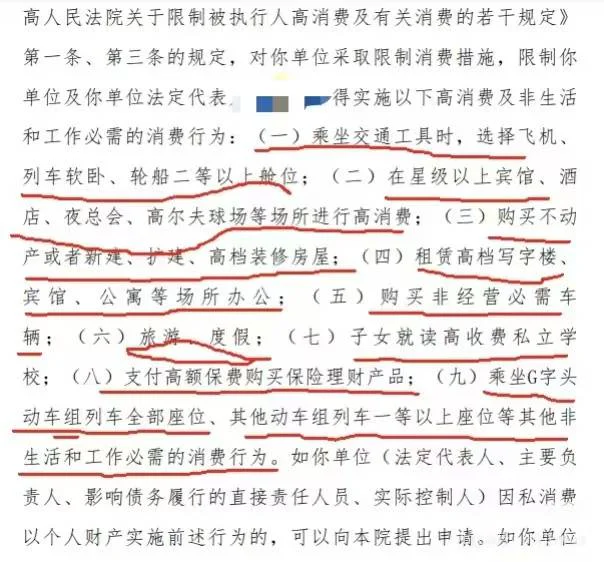 高人民法院关于限制被执行人高消费及有关消费的若干规定》
第一条、第三条的规定，对你单位采取限制消费措施，限制你
单位及你单位法定代表 得实施以下高消费及非生活
和工作必需的消费行为：（一）乘坐交通工具时，选择飞机、
列车软卧、轮船二等以上舱位；（二）在星级以上宾馆、酒
店、夜总会、高尔夫球场等场所进行高消费；（三）购买不动
产或者新建、扩建、高档装修房屋；（四）租赁高档写字楼、
宾馆、公寓等场所办公；（五）购买非经营必需车
辆；（六）旅游、度假；（七）子女就读高收费私立学
校；（八）支付高额保费购买保险理财产品；（九）乘坐G字头
动车组列车全部座位、其他动车组列车一等以上座位等其他非
生活和工作必需的消费行为。如你单位（法定代表人、主要负
责人、影响债务履行的直接责任人员、实际控制人）因私消费
以个人财产实施前述行为的，可以向本院提出申请。如你单位